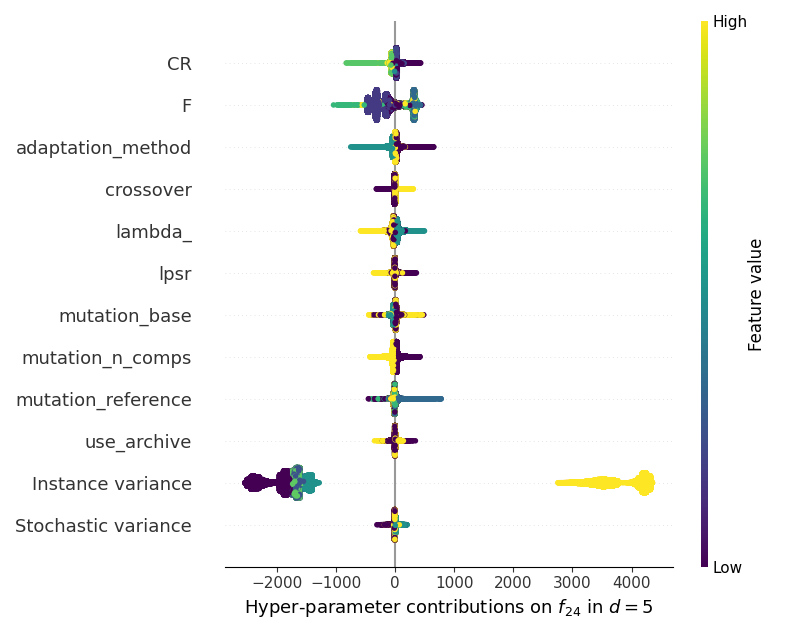 High
CR
F
adaptation_method
crossover
lambda_
lpsr
mutation_base
mutation_n_comps
mutation_reference
use_archive
Instance variance
Stochastic variance
Feature value
Low
−2000 −1000 0 1000 2000 3000 4000
Hyper-parameter contributions on f₂₄ in d = 5